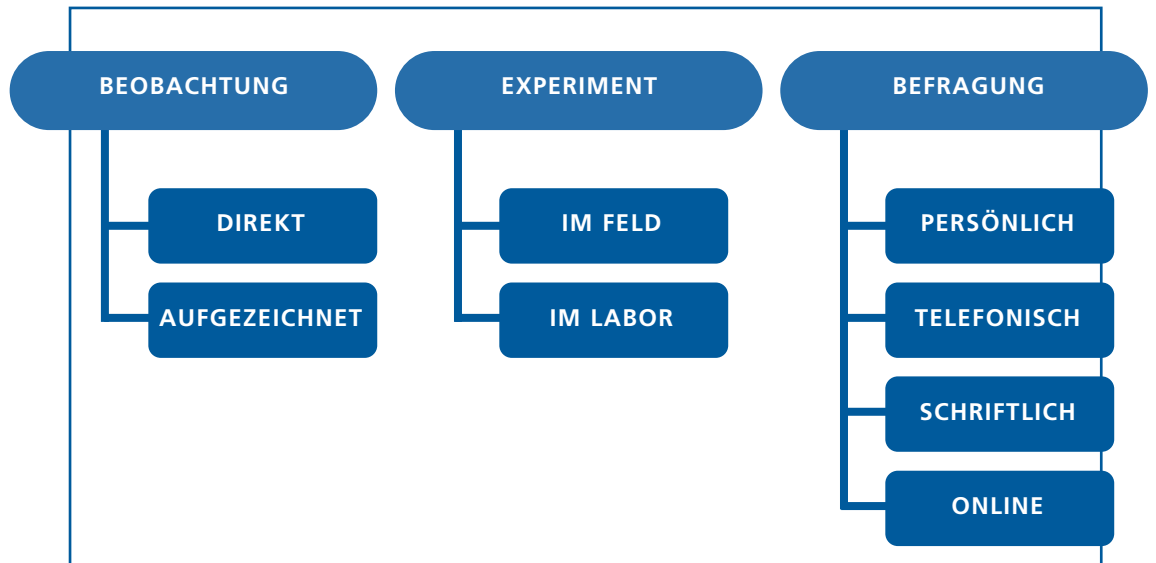 BEOBACHTUNG
DIREKT
AUFGEZEICHNET
EXPERIMENT
IM FELD
IM LABOR
BEFRAGUNG
PERSÖNLICH
TELEFONISCH
SCHRIFTLICH
ONLINE